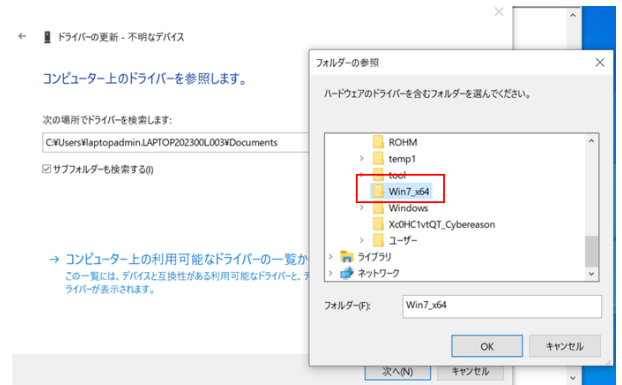 ← ドライバーの更新 - 不明なデバイス
コンピューター上のドライバーを参照します。
次の場所でドライバーを検索します:
C:¥Users¥laptopadmin.LAPTOP202300L003¥Documents
サブフォルダーも検索する(I)
→ コンピューター上の利用可能なドライバーの一覧か
この一覧には、デバイスと互換性がある利用可能なドライバーと、デ
ライバーが表示されます。
次へ(N)
キャンセル
フォルダーの参照
ハードウェアのドライバーを含むフォルダーを選んでください。
ROHM
temp1
tool
Win7_x64
Windows
Xc0HC1vtQT_Cybereason
ユーザー
ライブラリ
ネットワーク
フォルダー(F):
Win7_x64
OK
キャンセル